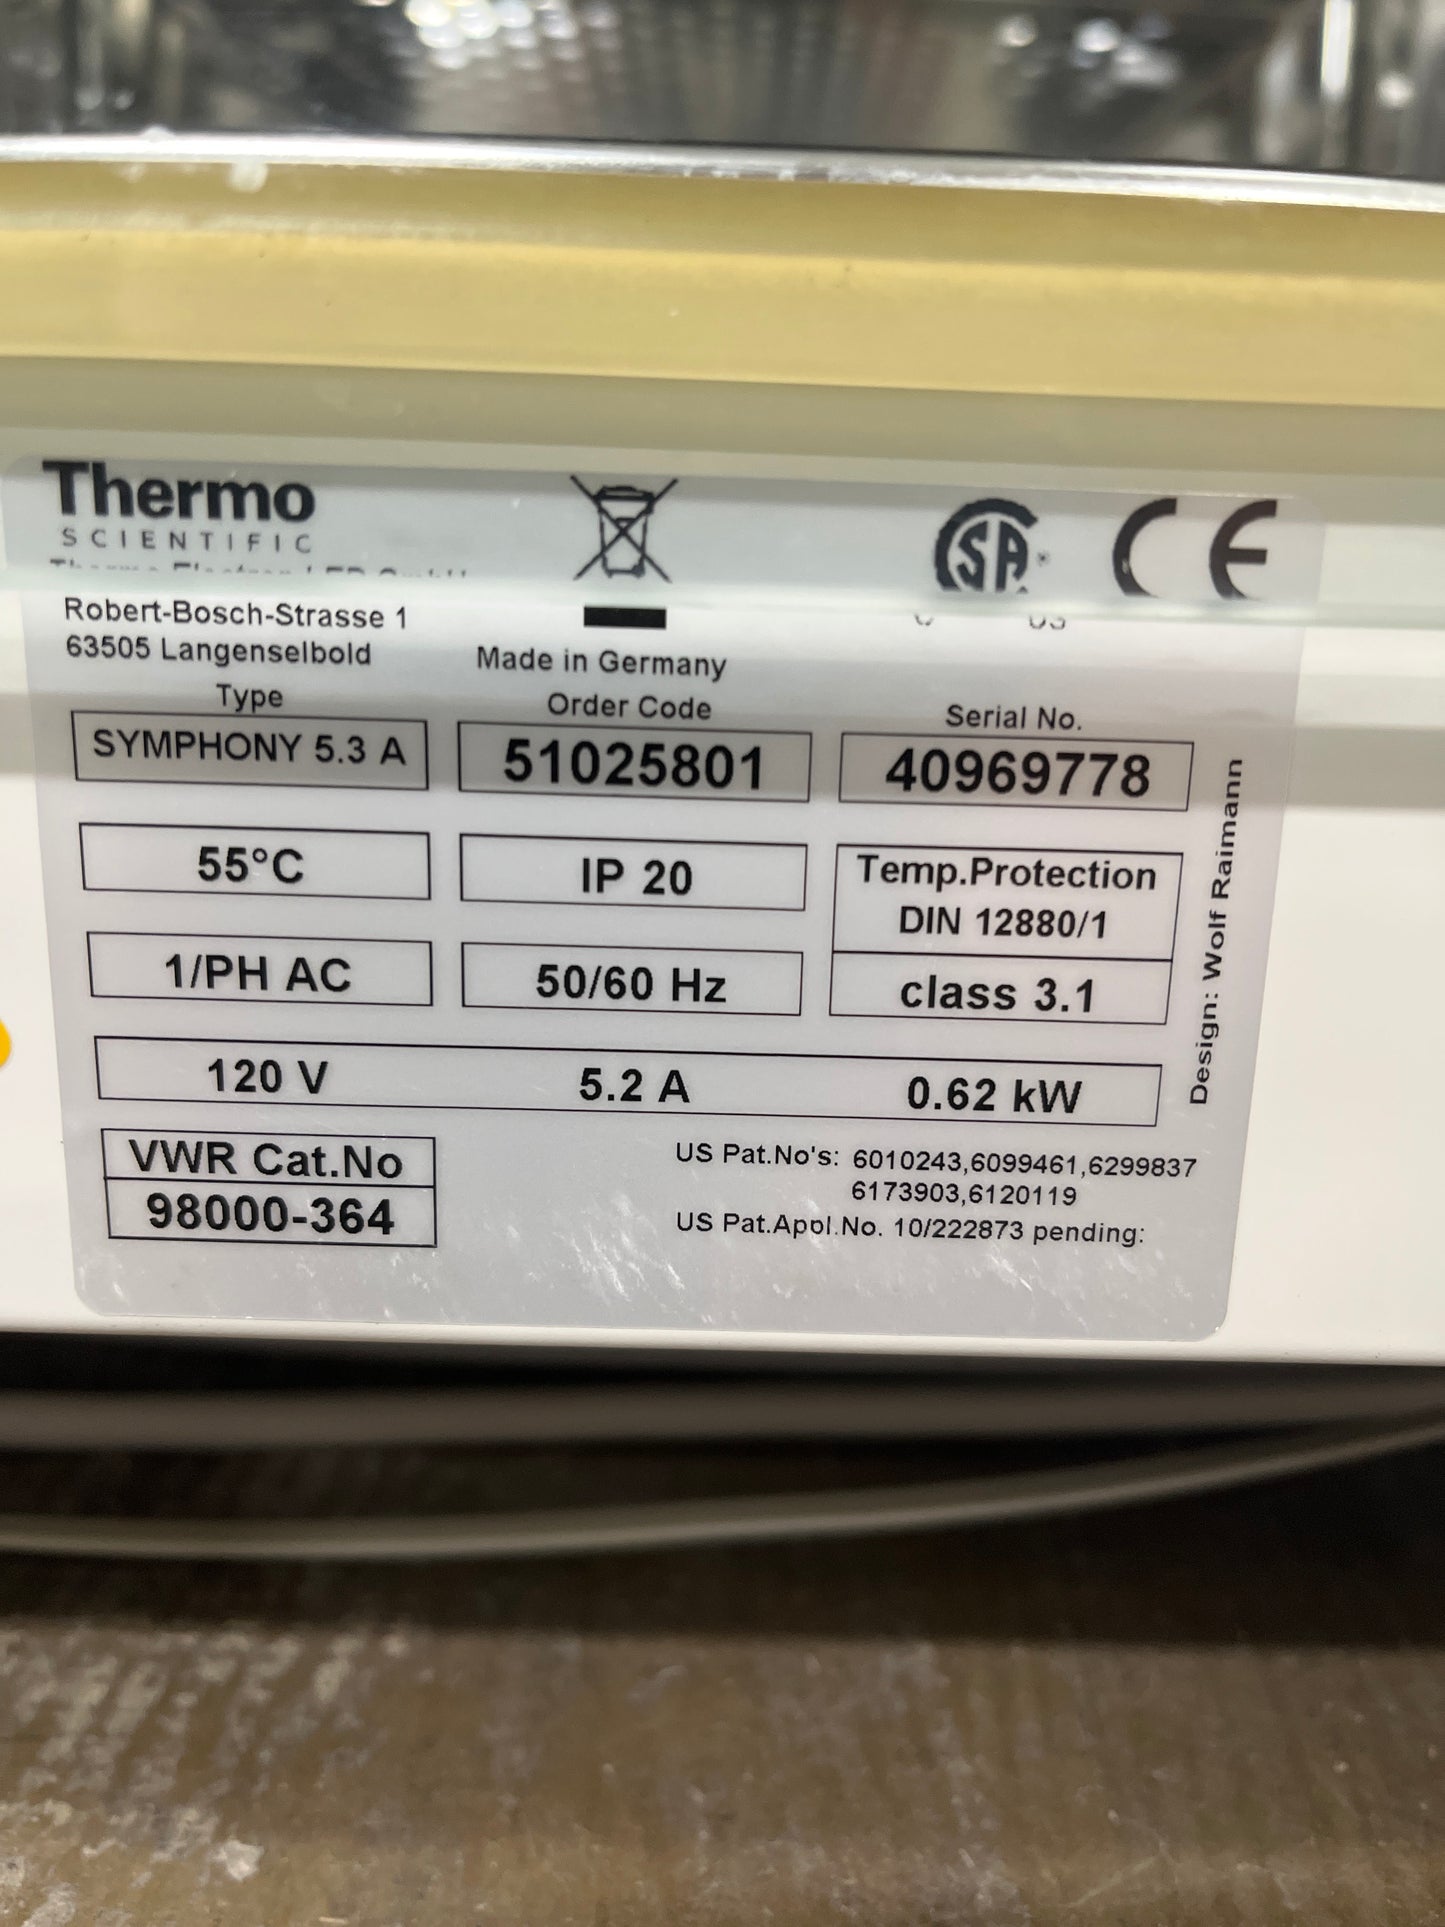 Thermo
SCIENTIFIC
Robert-Bosch-Strasse 1
63505 Langenselbold
Made in Germany
CE
Type
Order Code
Serial No.
SYMPHONY 5.3 A
51025801
40969778
55°C
IP 20
Temp.Protection
DIN 12880/1
class 3.1
1/PH AC
50/60 Hz
120 V 5.2 A 0.62 kW
VWR Cat.No
98000-364
US Pat.No's: 6010243,6099461,6299837
6173903,6120119
US Pat.Appl.No. 10/222873 pending:
Design: Wolf Raimann